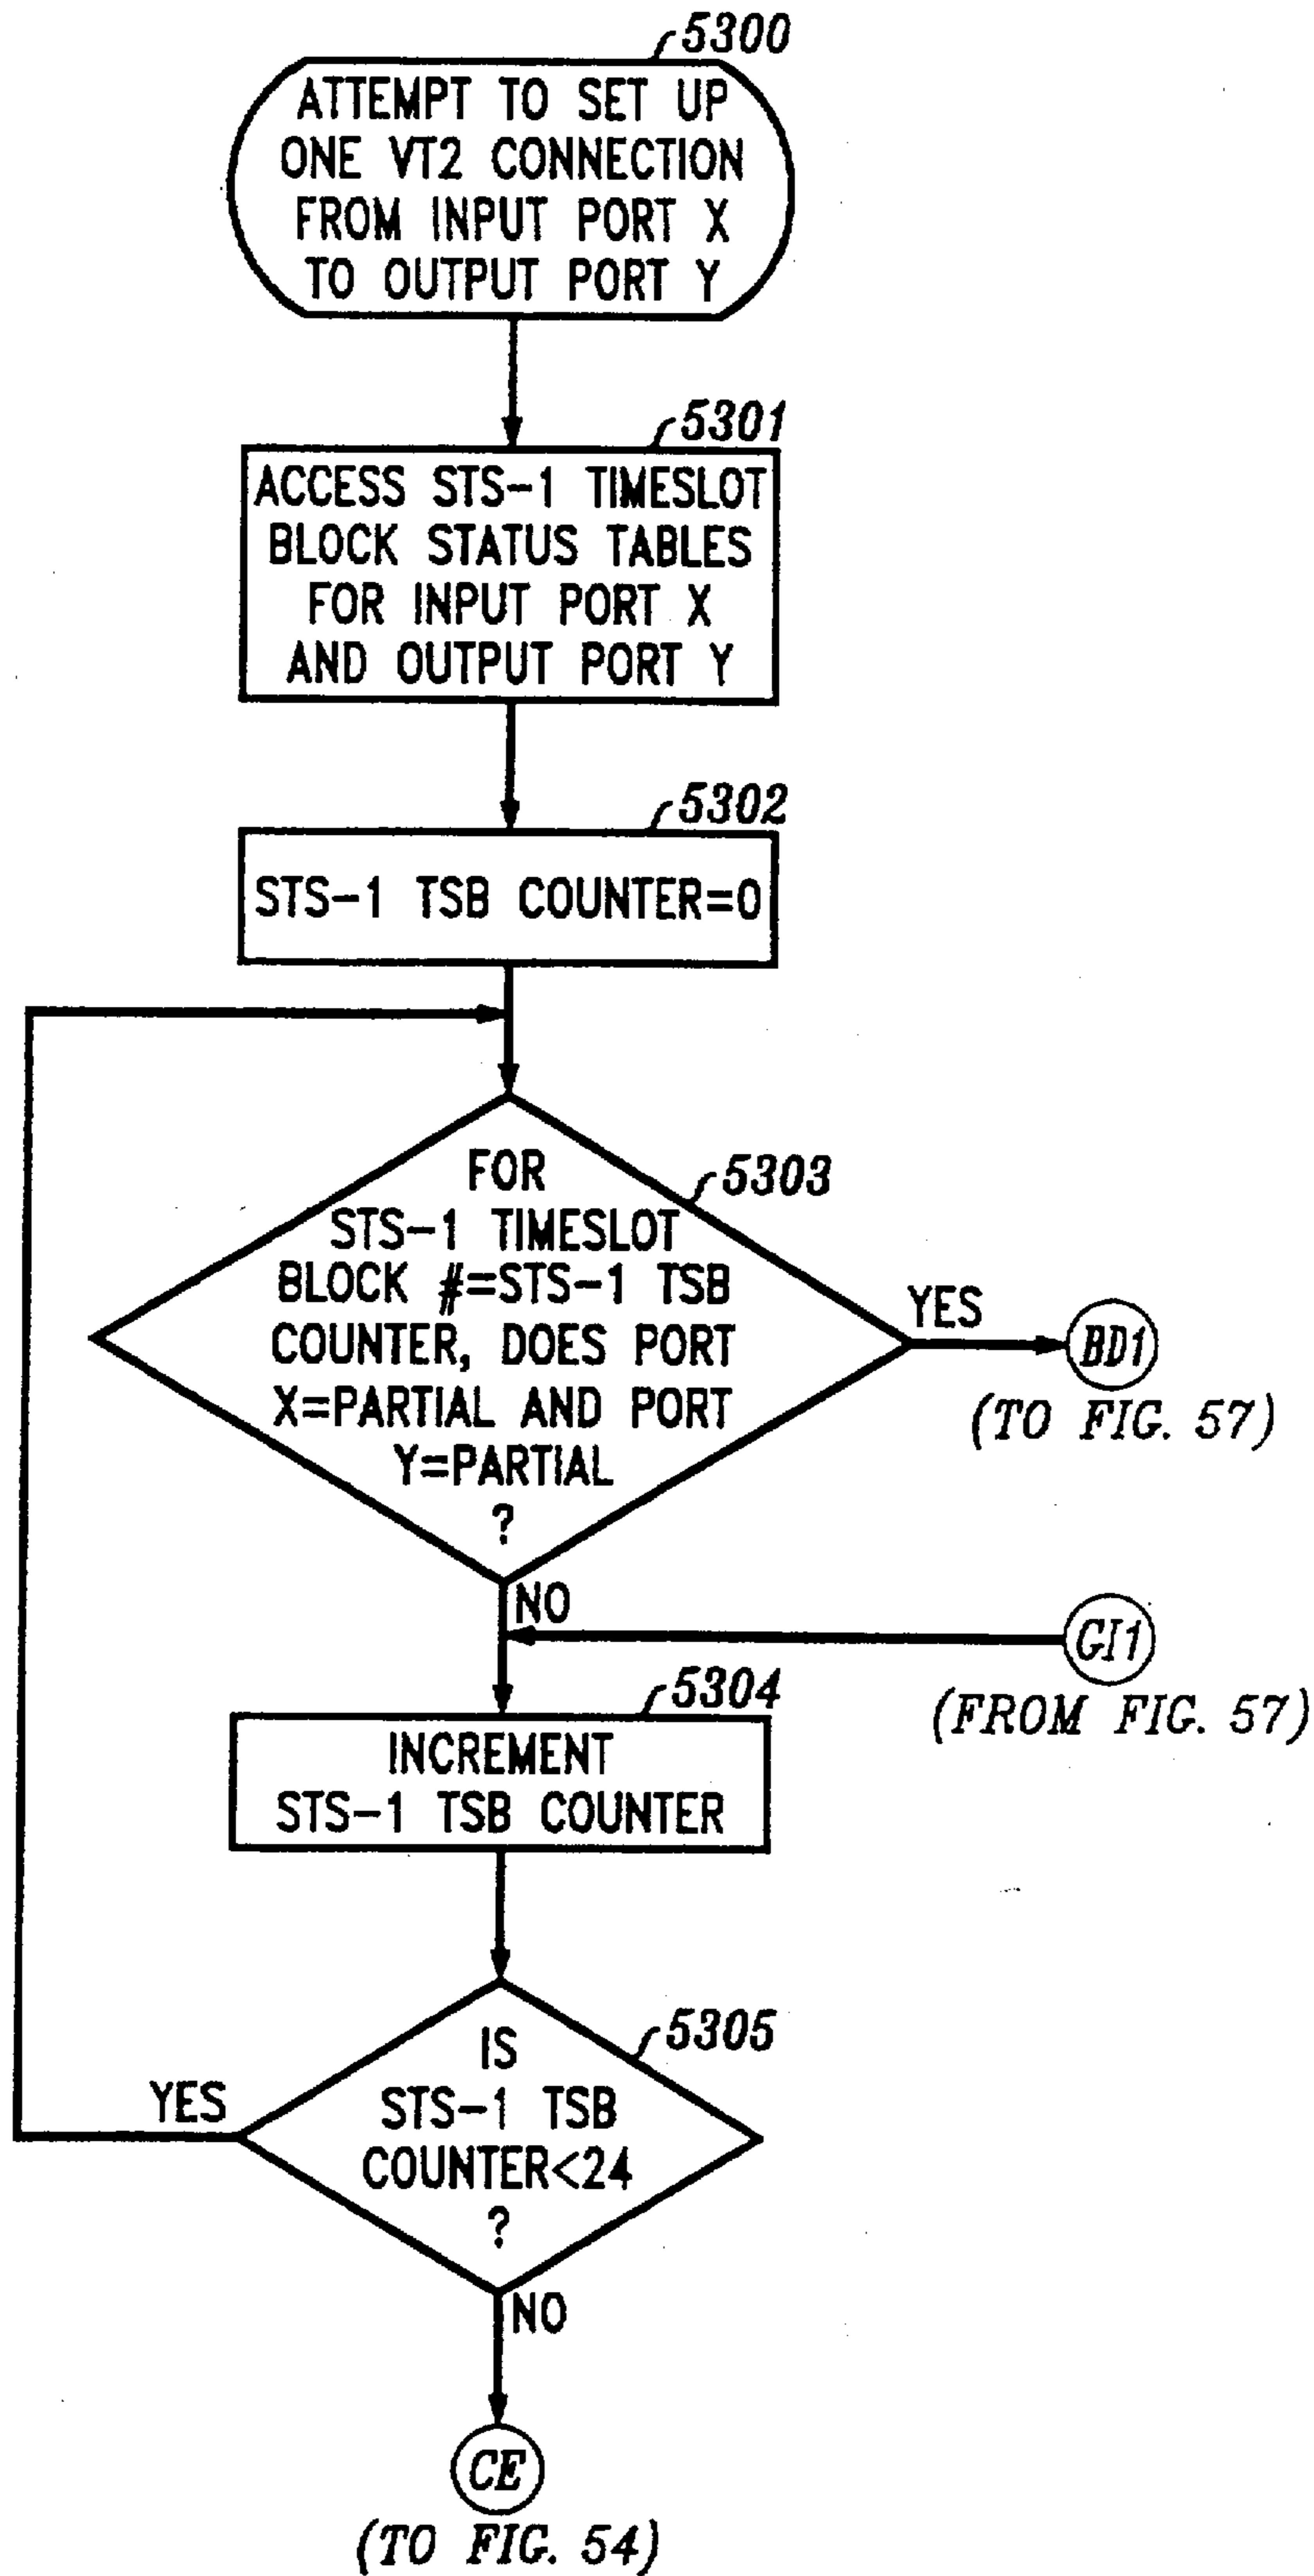 5300
ATTEMPT TO SET UP
ONE VT2 CONNECTION
FROM INPUT PORT X
TO OUTPUT PORT Y
5301
ACCESS STS-1 TIMESLOT
BLOCK STATUS TABLES
FOR INPUT PORT X
AND OUTPUT PORT Y
5302
STS-1 TSB COUNTER=0
5303
FOR
STS-1 TIMESLOT
BLOCK #=STS-1 TSB
COUNTER, DOES PORT
X=PARTIAL AND PORT
Y=PARTIAL
?
YES
BD1
(TO FIG. 57)
NO
GI1
(FROM FIG. 57)
5304
INCREMENT
STS-1 TSB COUNTER
5305
IS
STS-1 TSB
COUNTER<24
?
YES
NO
CE
(TO FIG. 54)